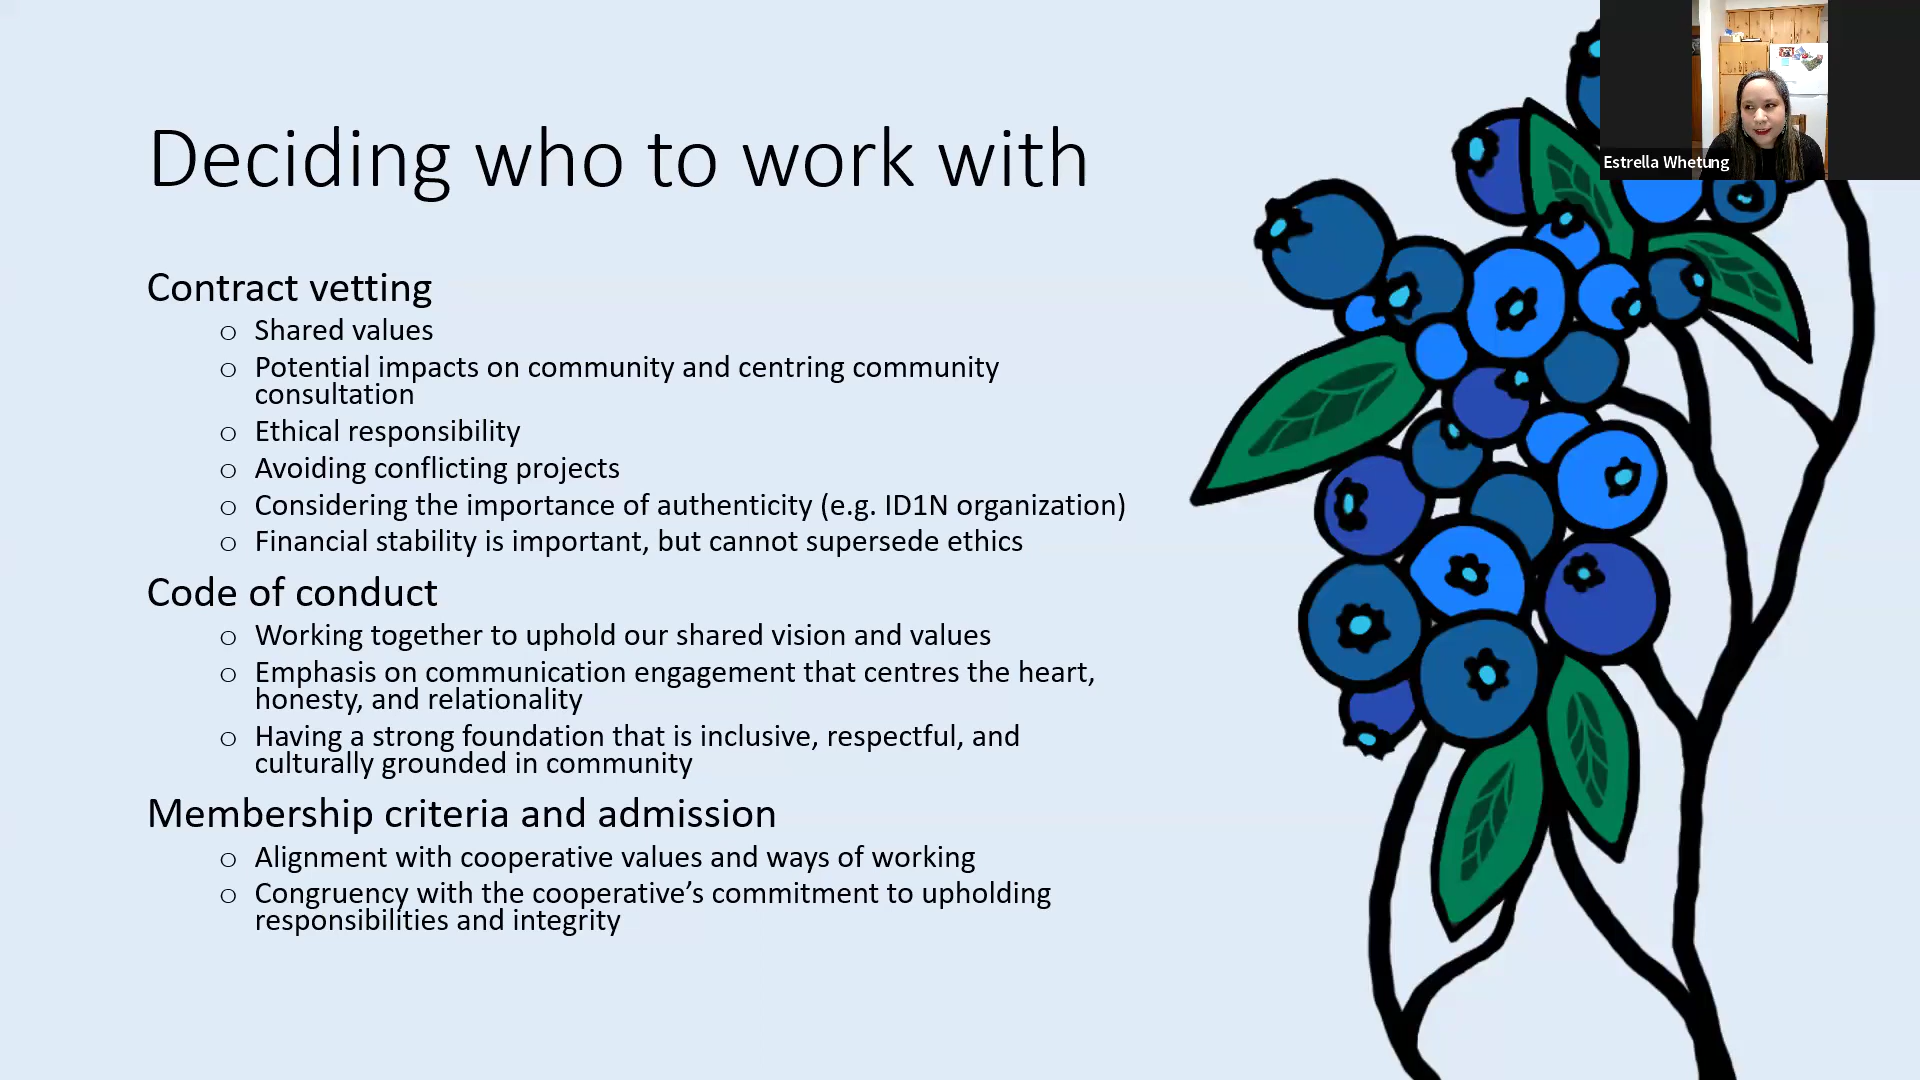 Deciding who to work with
Estrella Whetung
Contract vetting
o Shared values
o Potential impacts on community and centring community
consultation
o Ethical responsibility
o Avoiding conflicting projects
o Considering the importance of authenticity (e.g. ID1N organization)
o Financial stability is important, but cannot supersede ethics
Code of conduct
o Working together to uphold our shared vision and values
o Emphasis on communication engagement that centres the heart,
honesty, and relationality
o Having a strong foundation that is inclusive, respectful, and
culturally grounded in community
Membership criteria and admission
o Alignment with cooperative values and ways of working
o Congruency with the cooperative’s commitment to upholding
responsibilities and integrity